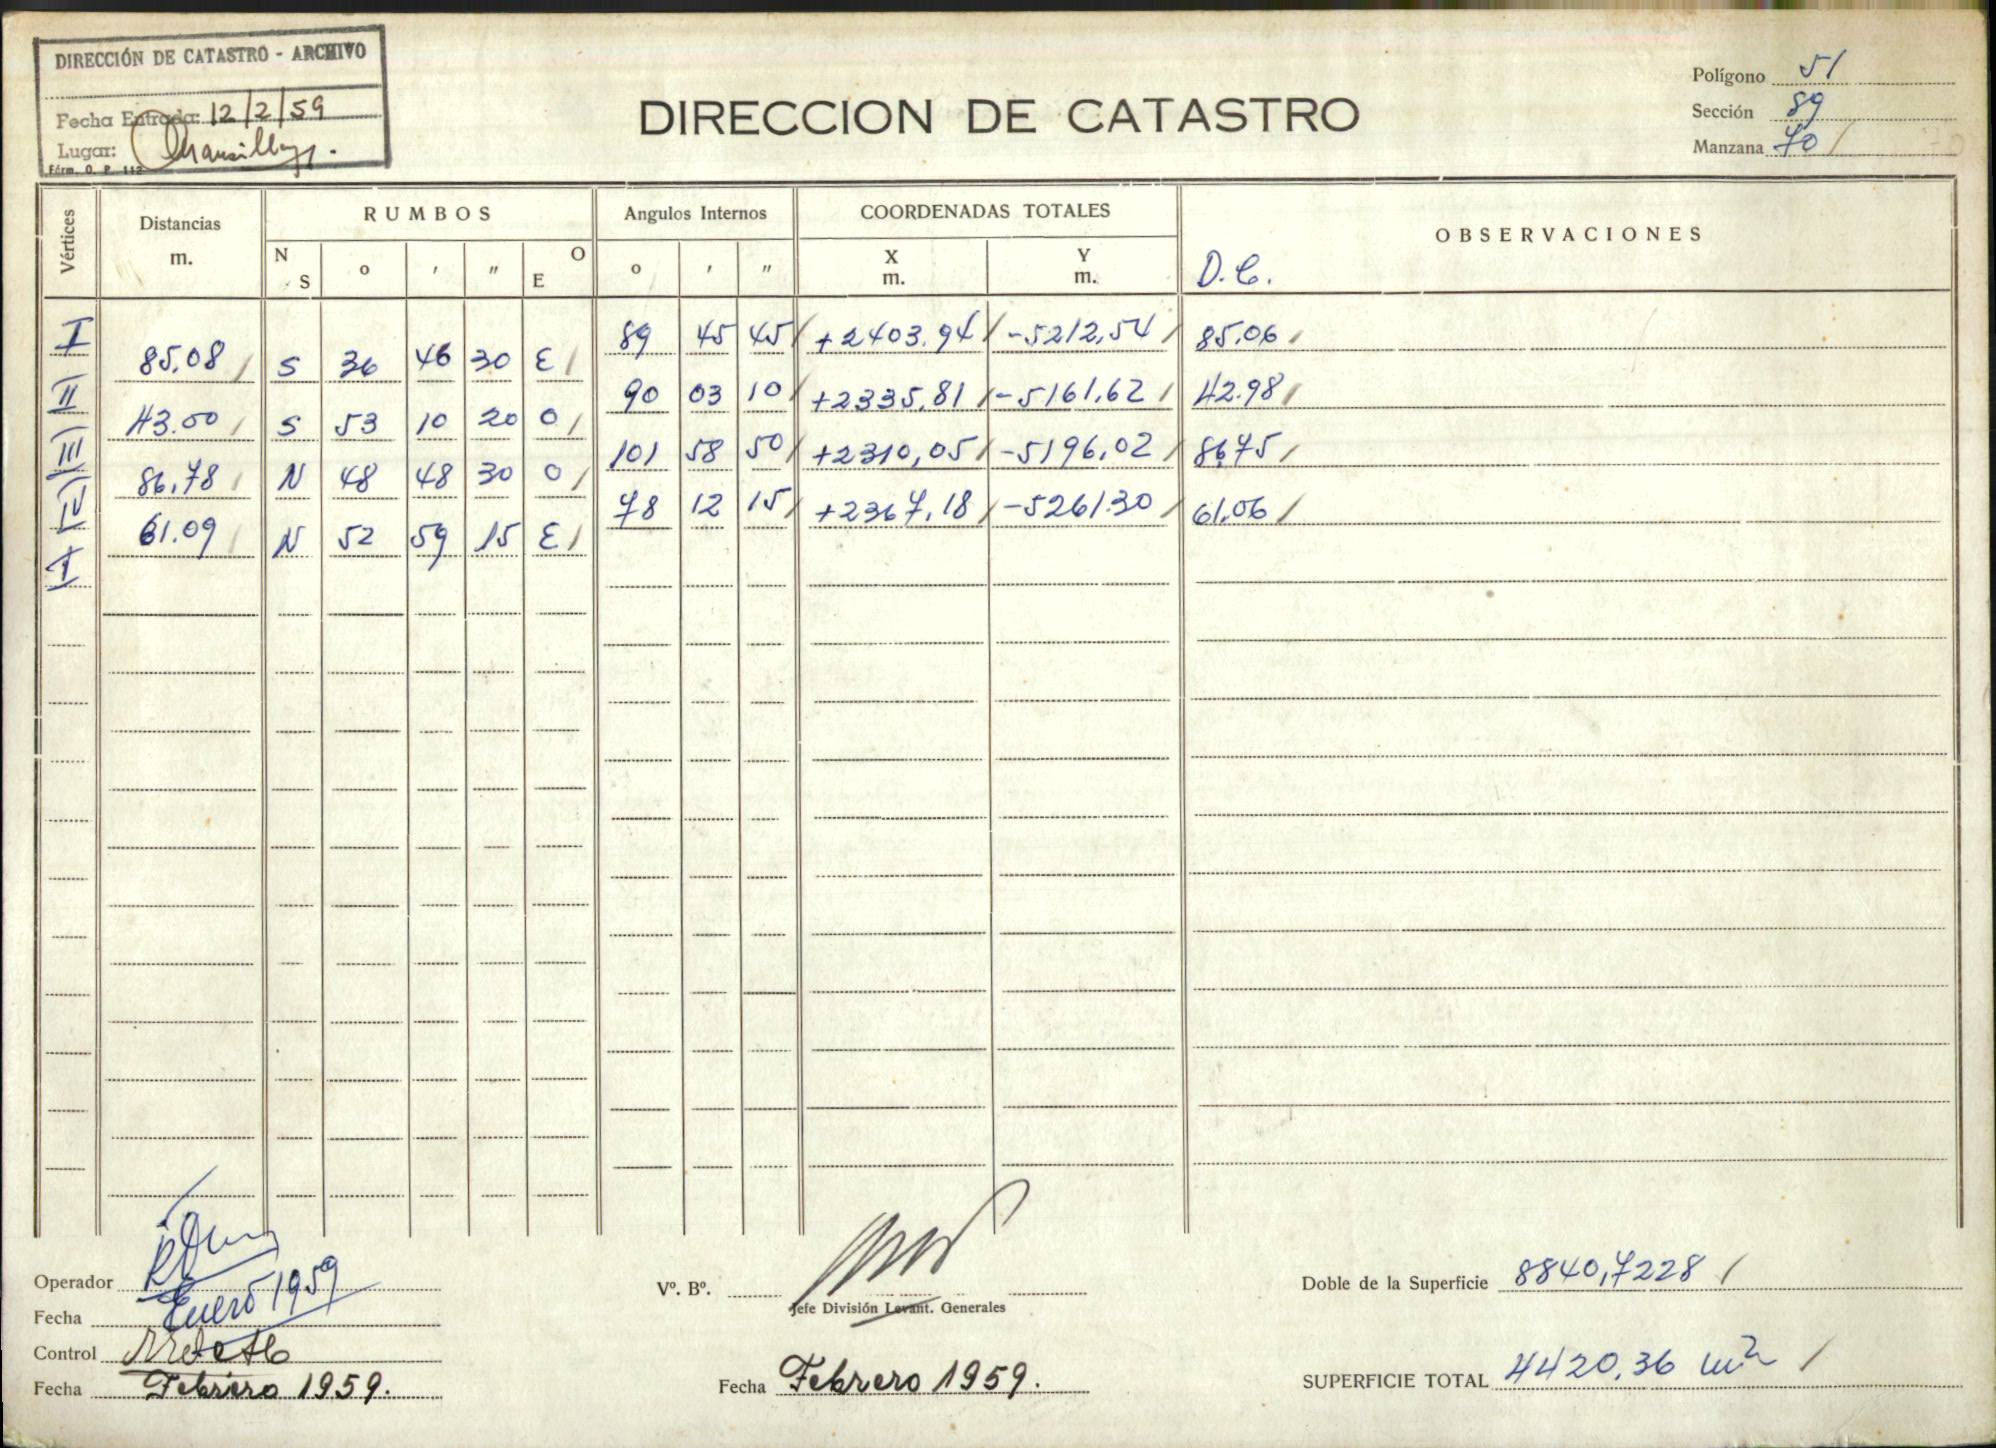 DIRECCIÓN DE CATASTRO - ARCHIVO
Fecha Entrada: 12/2/59
Lugar:
Fórm. O. P. 112
DIRECCION DE CATASTRO
Polígono 51
Sección 89
Manzana 70
Vértices Distancias m. RUMBOS Angulos Internos COORDENADAS TOTALES OBSERVACIONES
N S ° ' " O E ° ' " X m. Y m. D.C.
I 89 45 45 +2403.94 -5212,54 85,06
85,08 S 36 46 30 E
II 90 03 10 +2335,81 -5161,62 42.98
43.00 S 53 10 20 O
III 101 58 50 +2310,05 -5196,02 86,75
86,78 N 48 48 30 O
IV 78 12 15 +2367,18 -5261.30 61,06
61.09 N 52 59 15 E
I
Operador
Fecha Enero 1959
Control
Fecha Febrero 1959.
Vº. Bº.
Jefe División Levant. Generales
Fecha Febrero 1959.
Doble de la Superficie 8840,7228
SUPERFICIE TOTAL 4420,36 m2